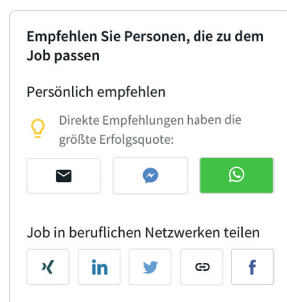 Empfehlen Sie Personen, die zu dem
Job passen
Persönlich empfehlen
Direkte Empfehlungen haben die
größte Erfolgsquote:
Job in beruflichen Netzwerken teilen